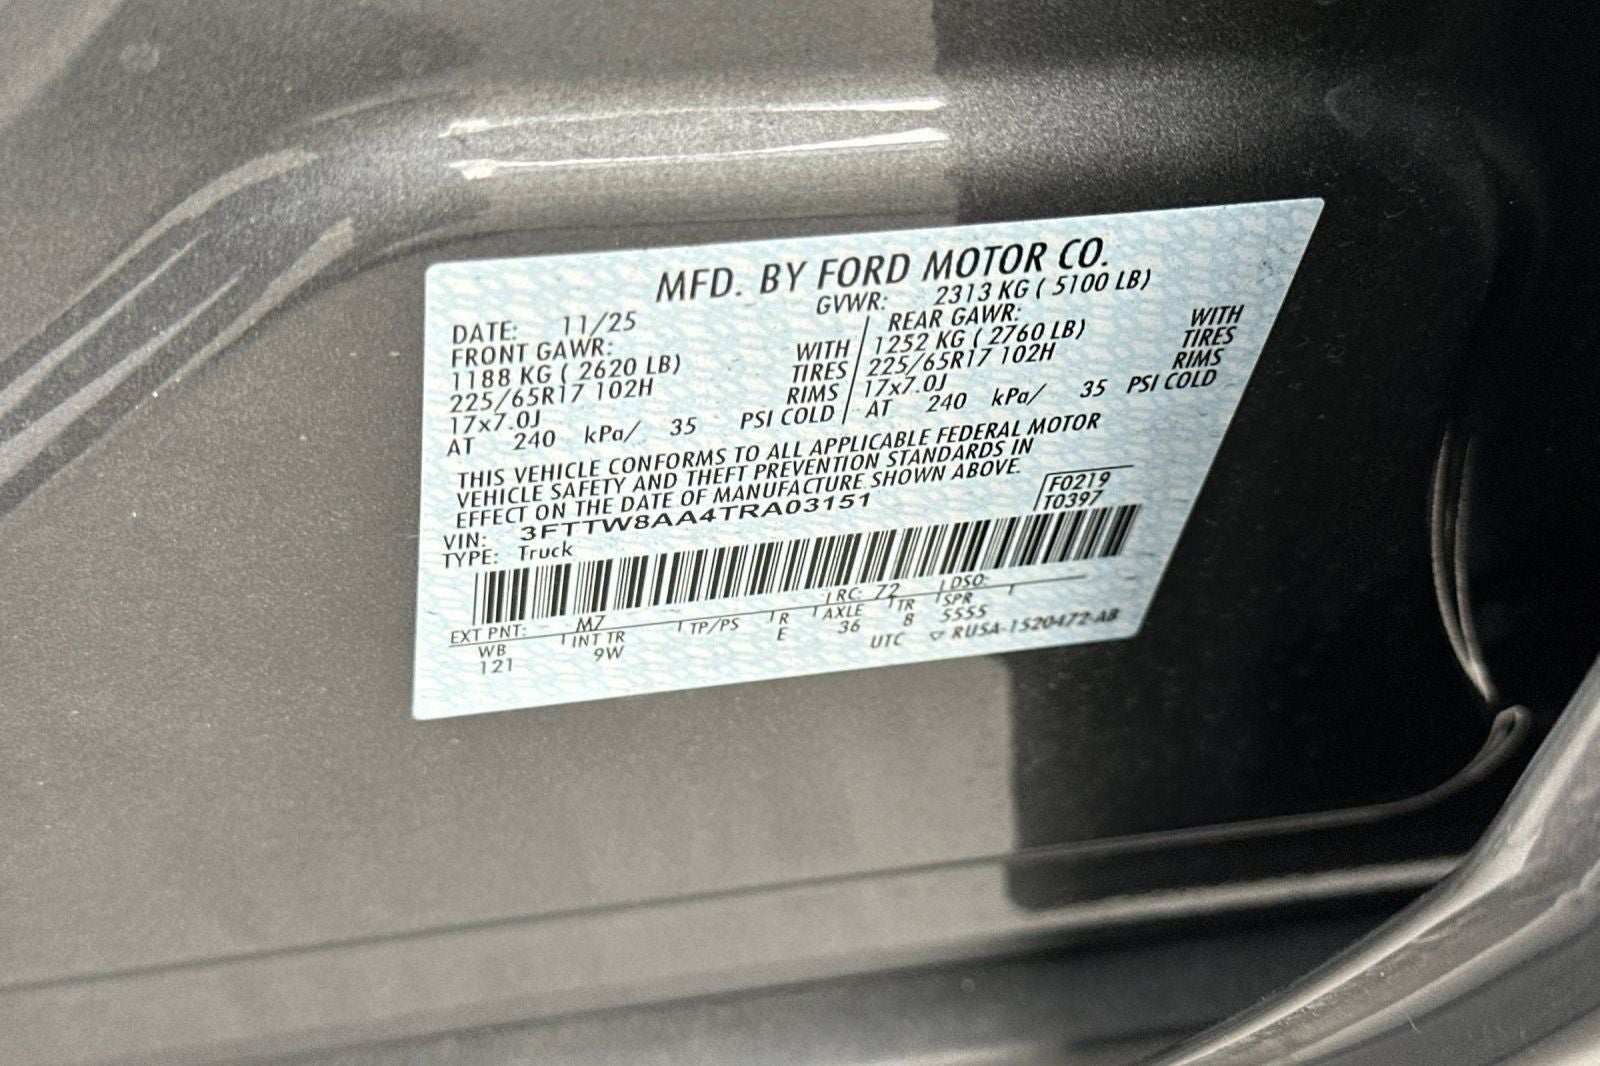 MFD. BY FORD MOTOR CO.
DATE: 11/25 GVWR: 2313 KG ( 5100 LB)
FRONT GAWR: REAR GAWR:
1188 KG ( 2620 LB) WITH 1252 KG ( 2760 LB) WITH
225/65R17 102H TIRES 225/65R17 102H TIRES
17x7.0J RIMS 17x7.0J RIMS
AT 240 kPa/ 35 PSI COLD AT 240 kPa/ 35 PSI COLD
THIS VEHICLE CONFORMS TO ALL APPLICABLE FEDERAL MOTOR
VEHICLE SAFETY AND THEFT PREVENTION STANDARDS IN
EFFECT ON THE DATE OF MANUFACTURE SHOWN ABOVE.
VIN: 3FTTW8AA4TRA03151 F0219
TYPE: Truck T0397
EXT PNT: MZ RC: 72 DSO:
WB INT TR TP/PS R AXLE TR SPR
121 9W E 36 8 5555
UTC ▽ RUSA-1520472-AB